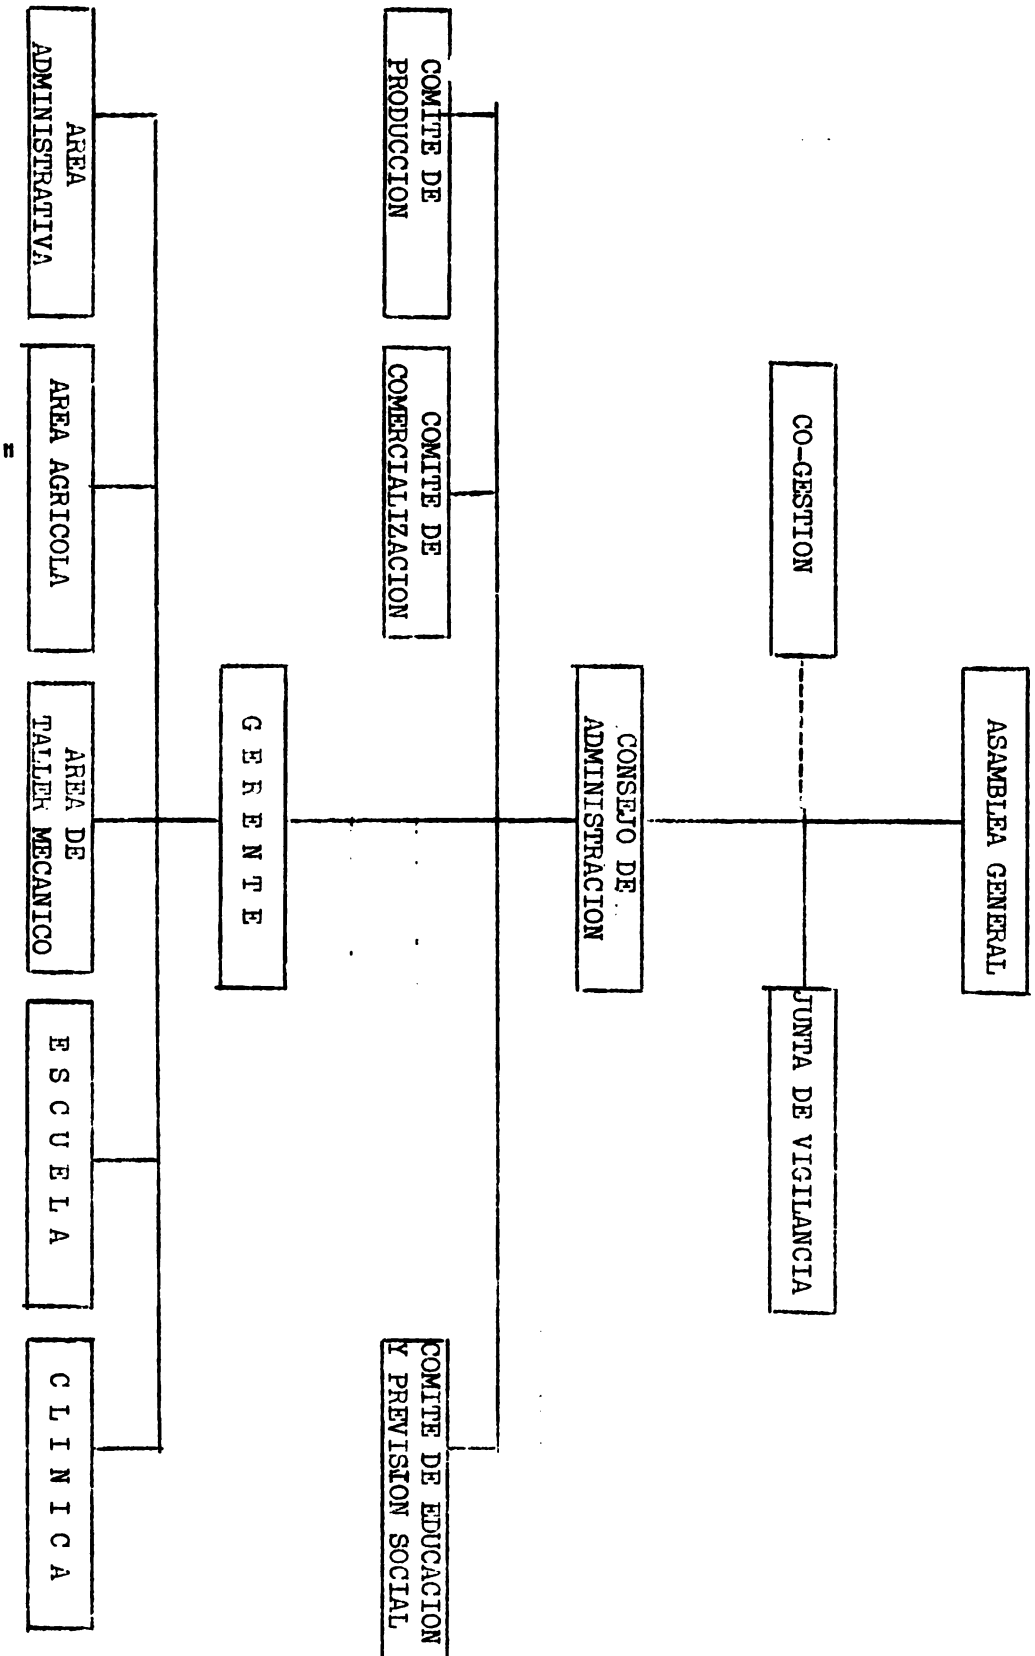 ASAMBLEA GENERAL
CO-GESTION
JUNTA DE VIGILANCIA
CONSEJO DE
ADMINISTRACION
COMITE DE
PRODUCCION
COMITE DE
COMERCIALIZACION
COMITE DE EDUCACION
Y PREVISION SOCIAL
G E R E N T E
AREA
ADMINISTRATIVA
AREA AGRICOLA
AREA DE
TALLER MECANICO
E S C U E L A
C L I N I C A